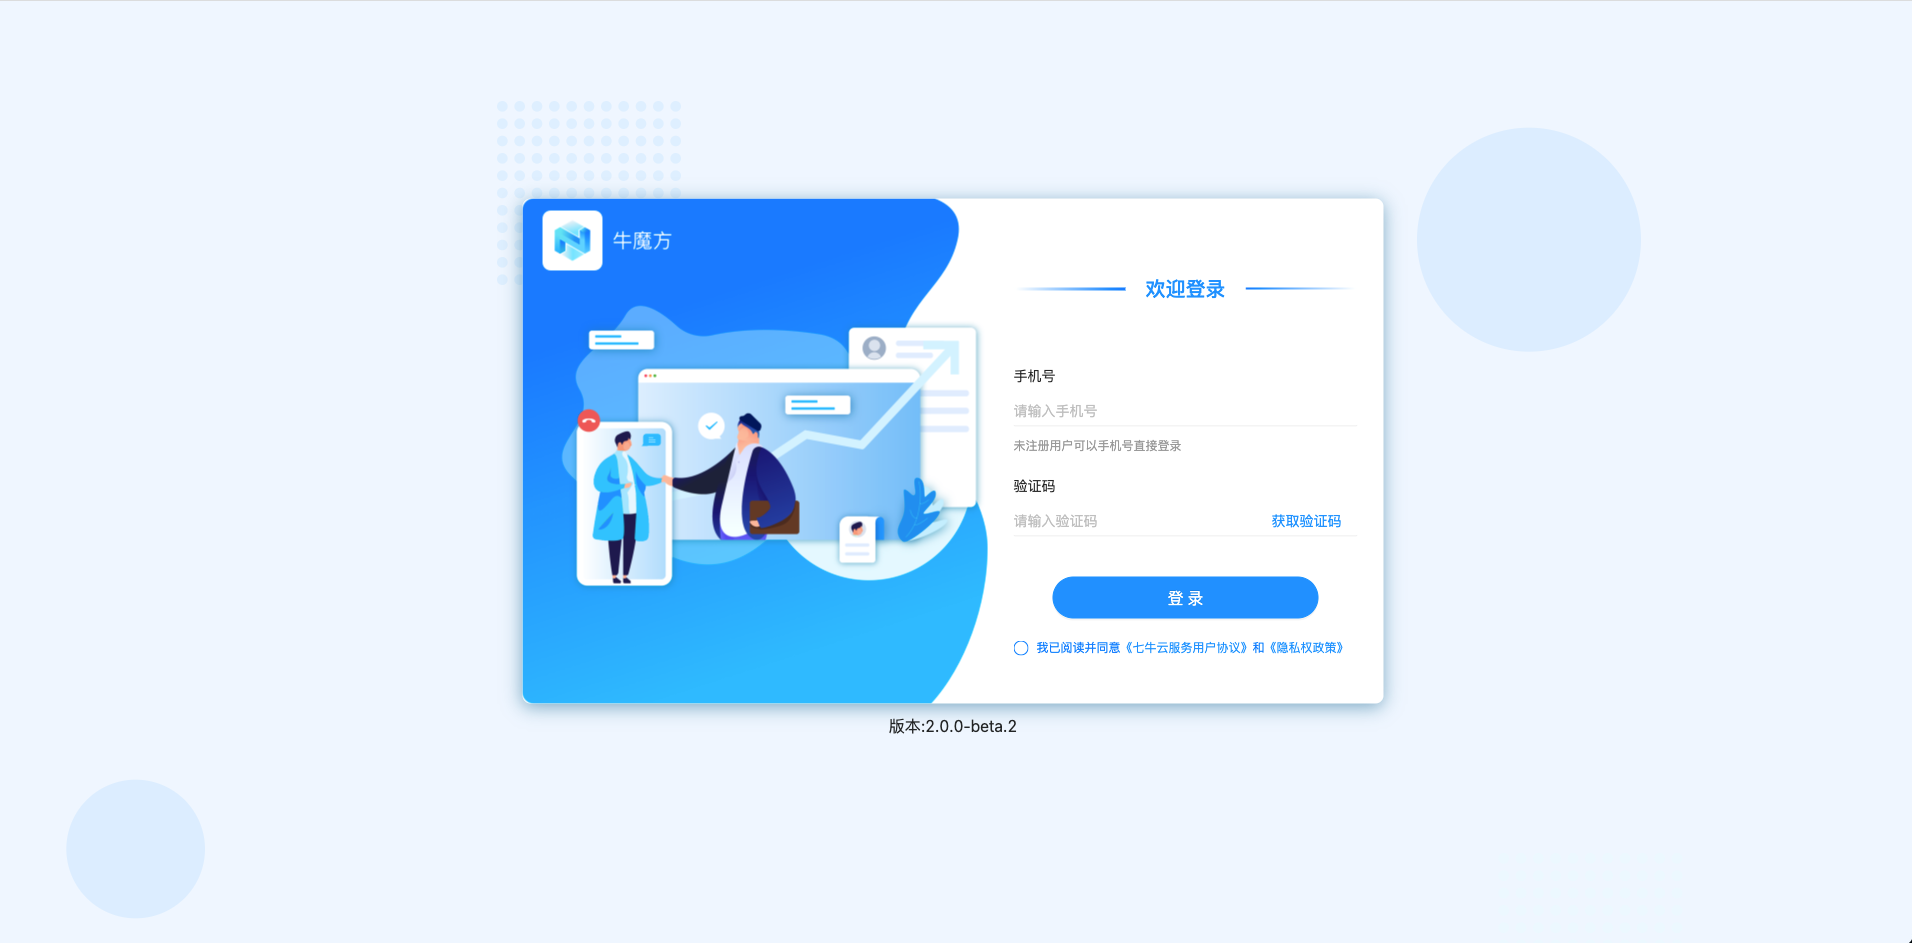 牛魔方
欢迎登录
手机号
请输入手机号
未注册用户可以手机号直接登录
验证码
请输入验证码 获取验证码
登 录
我已阅读并同意《七牛云服务用户协议》和《隐私权政策》
版本:2.0.0-beta.2